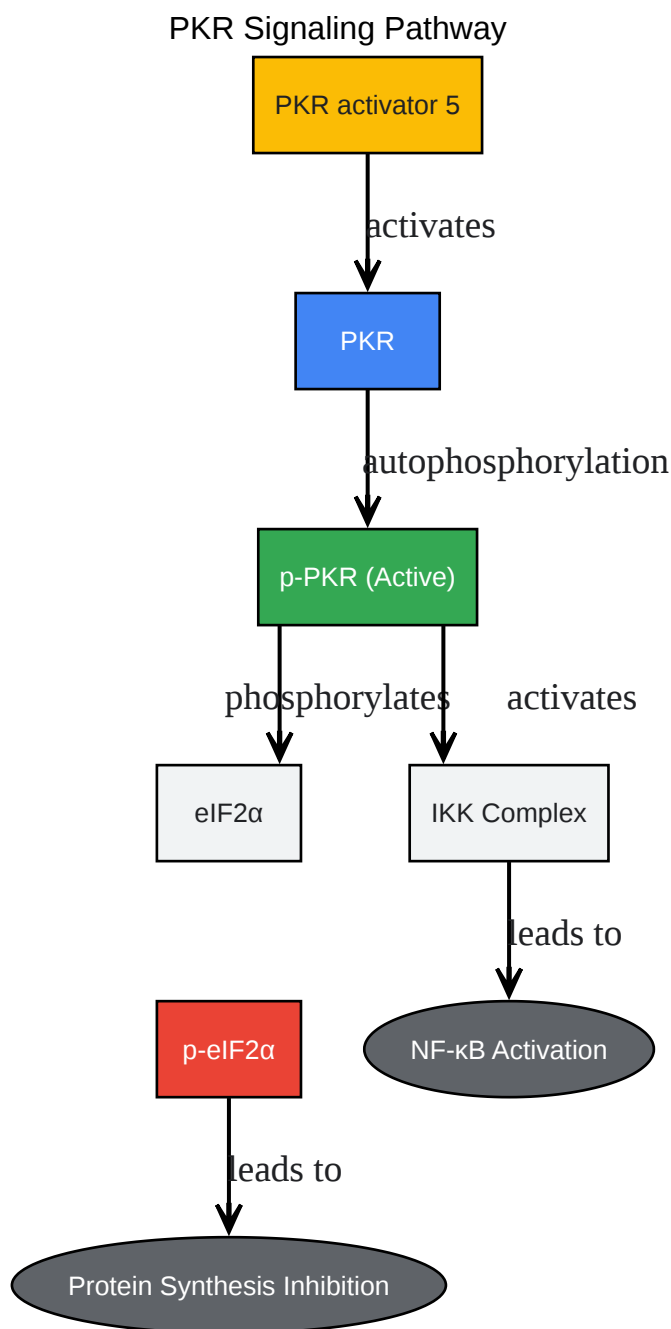 PKR Signaling Pathway
PKR activator 5
activates
PKR
autophosphorylation
p-PKR (Active)
phosphorylates
activates
eIF2α
IKK Complex
leads to
p-eIF2α
NF-κB Activation
leads to
Protein Synthesis Inhibition